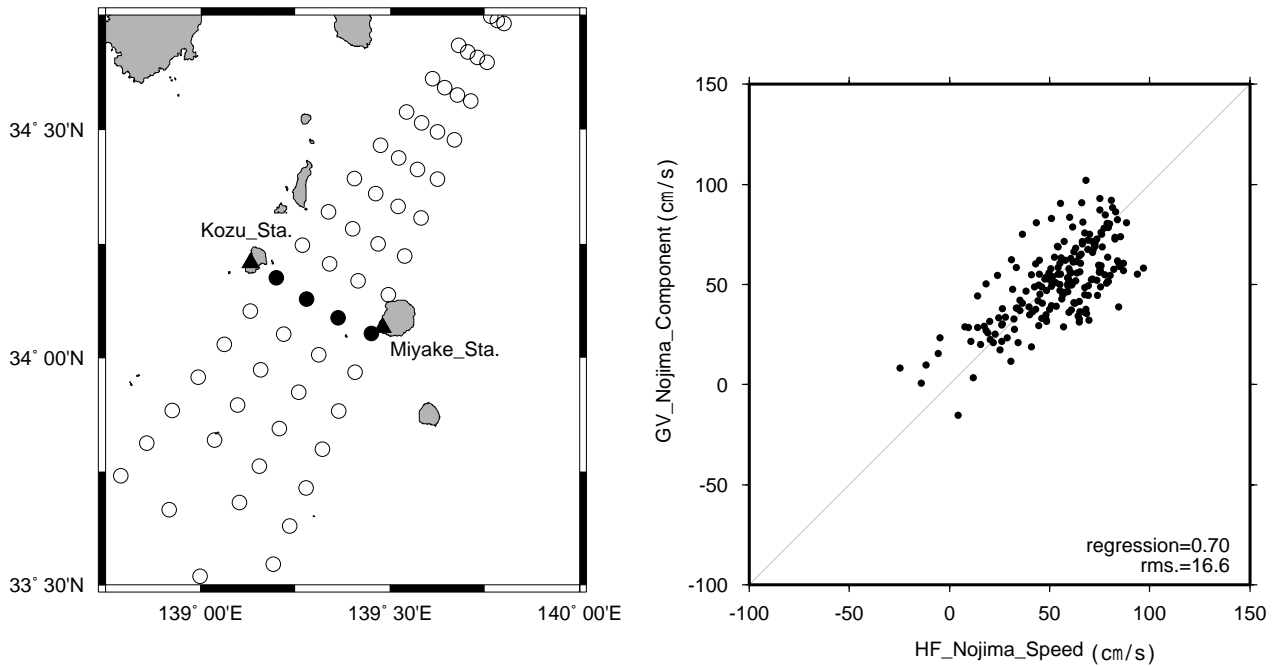 34˚ 30'N
34˚ 00'N
33˚ 30'N
139˚ 00'E
139˚ 30'E
140˚ 00'E
Kozu_Sta.
Miyake_Sta.
150
100
50
0
-50
-100
GV_Nojima_Component (㎝/s)
regression=0.70
rms.=16.6
-100
-50
0
50
100
150
HF_Nojima_Speed (㎝/s)